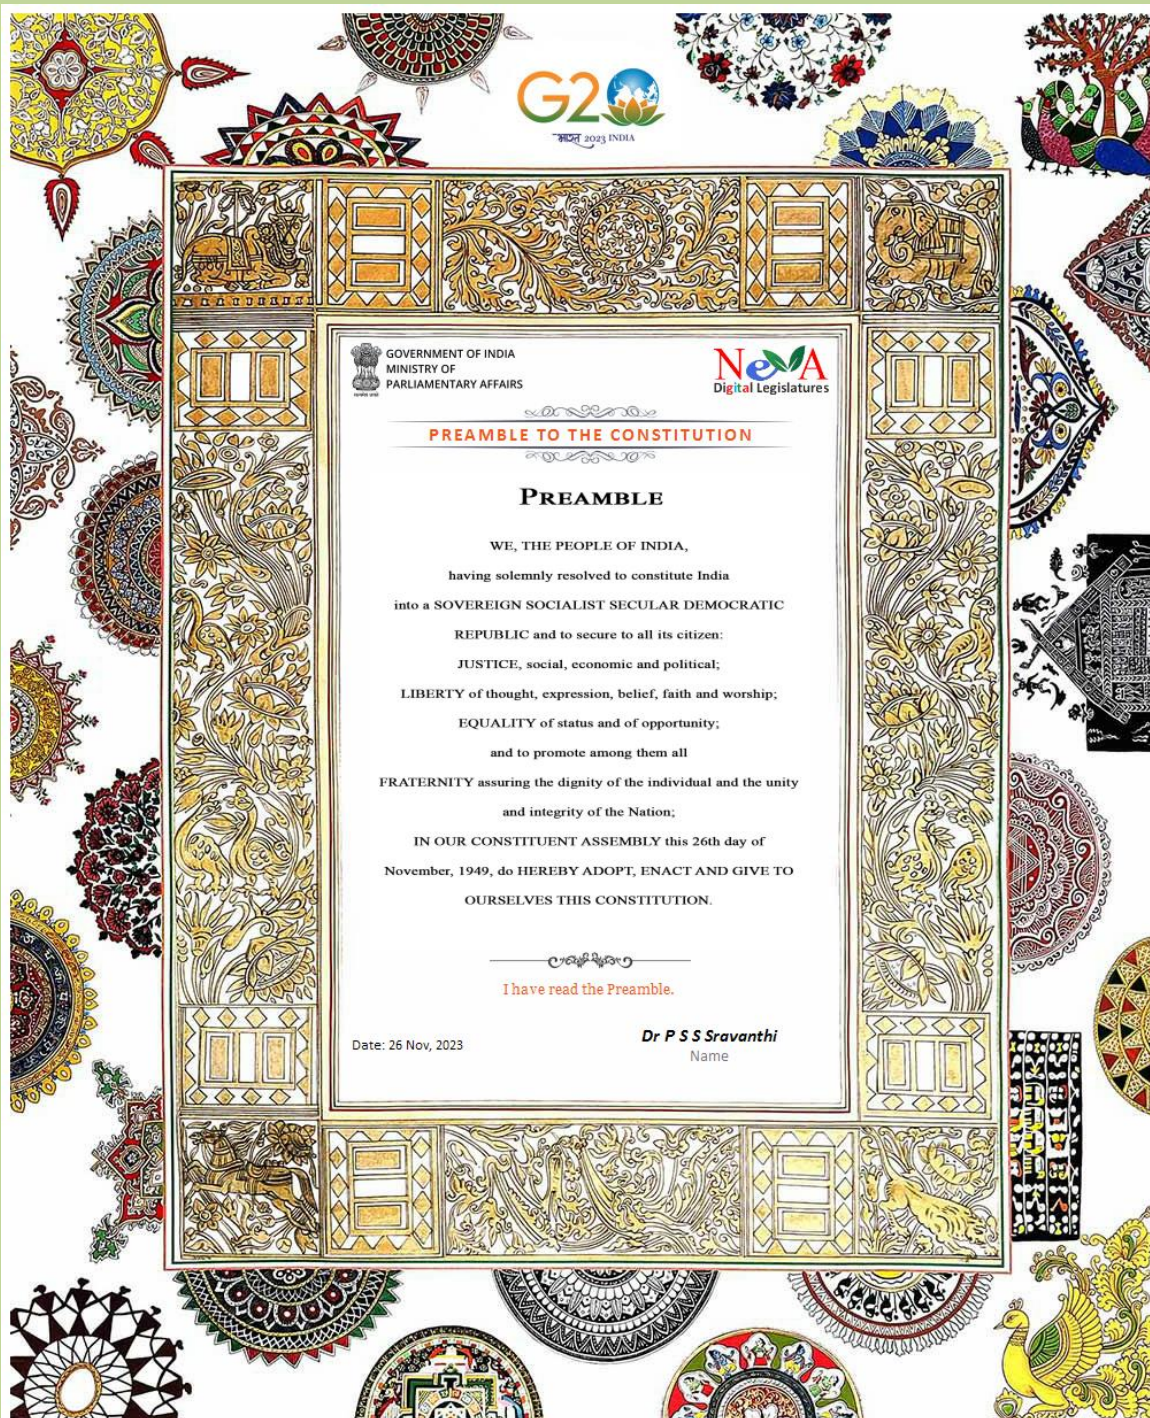 G20
भारत 2023 INDIA
GOVERNMENT OF INDIA
MINISTRY OF
PARLIAMENTARY AFFAIRS
NeVA
Digital Legislatures
PREAMBLE TO THE CONSTITUTION
PREAMBLE
WE, THE PEOPLE OF INDIA,
having solemnly resolved to constitute India
into a SOVEREIGN SOCIALIST SECULAR DEMOCRATIC
REPUBLIC and to secure to all its citizen:
JUSTICE, social, economic and political;
LIBERTY of thought, expression, belief, faith and worship;
EQUALITY of status and of opportunity;
and to promote among them all
FRATERNITY assuring the dignity of the individual and the unity
and integrity of the Nation;
IN OUR CONSTITUENT ASSEMBLY this 26th day of
November, 1949, do HEREBY ADOPT, ENACT AND GIVE TO
OURSELVES THIS CONSTITUTION.
I have read the Preamble.
Dr P S S Sravanthi
Date: 26 Nov, 2023
Name